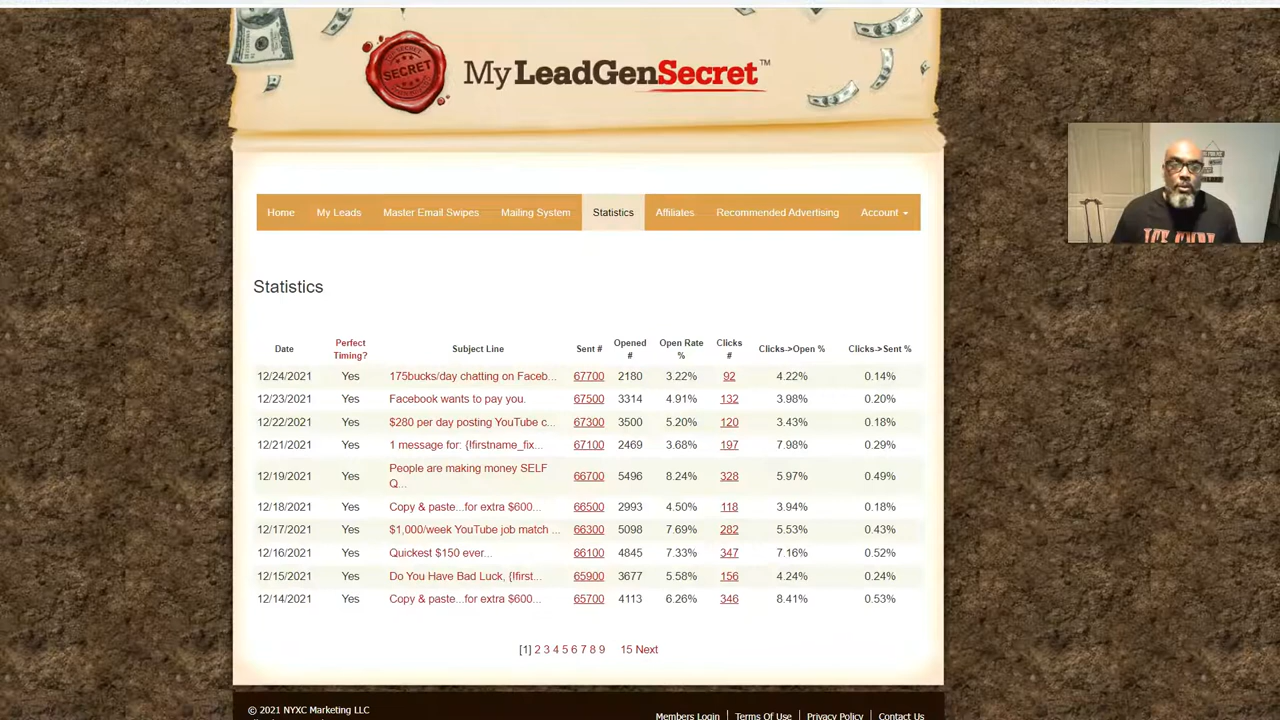 SECRET
My LeadGenSecret™
Home My Leads Master Email Swipes Mailing System Statistics Affiliates Recommended Advertising Account
Statistics
Date Perfect Timing? Subject Line Sent # Opened # Open Rate % Clicks # Clicks->Open % Clicks->Sent %
12/24/2021 Yes 175bucks/day chatting on Faceb... 67700 2180 3.22% 92 4.22% 0.14%
12/23/2021 Yes Facebook wants to pay you. 67500 3314 4.91% 132 3.98% 0.20%
12/22/2021 Yes $280 per day posting YouTube c... 67300 3500 5.20% 120 3.43% 0.18%
12/21/2021 Yes 1 message for: {!firstname_fix... 67100 2469 3.68% 197 7.98% 0.29%
12/19/2021 Yes People are making money SELF Q... 66700 5496 8.24% 328 5.97% 0.49%
12/18/2021 Yes Copy & paste...for extra $600... 66500 2993 4.50% 118 3.94% 0.18%
12/17/2021 Yes $1,000/week YouTube job match ... 66300 5098 7.69% 282 5.53% 0.43%
12/16/2021 Yes Quickest $150 ever... 66100 4845 7.33% 347 7.16% 0.52%
12/15/2021 Yes Do You Have Bad Luck, {!first... 65900 3677 5.58% 156 4.24% 0.24%
12/14/2021 Yes Copy & paste...for extra $600... 65700 4113 6.26% 346 8.41% 0.53%
[1] 2 3 4 5 6 7 8 9 15 Next
© 2021 NYXC Marketing LLC
Members Login | Terms Of Use | Privacy Policy | Contact Us